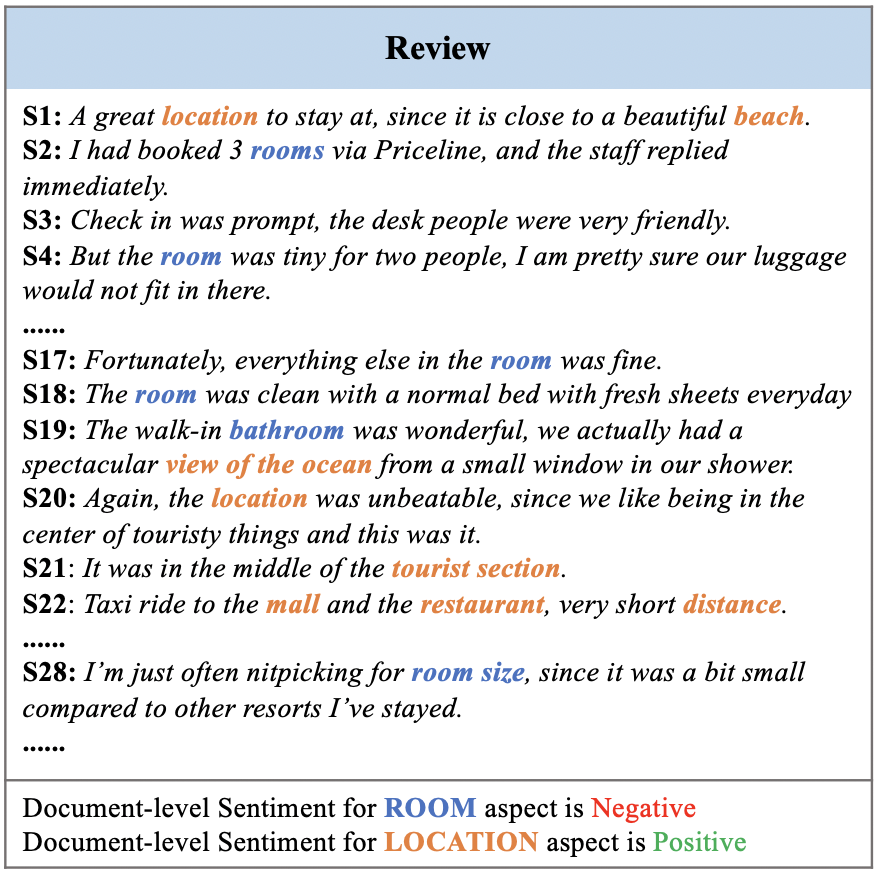 Review
S1: A great location to stay at, since it is close to a beautiful beach.
S2: I had booked 3 rooms via Priceline, and the staff replied
immediately.
S3: Check in was prompt, the desk people were very friendly.
S4: But the room was tiny for two people, I am pretty sure our luggage
would not fit in there.
......
S17: Fortunately, everything else in the room was fine.
S18: The room was clean with a normal bed with fresh sheets everyday
S19: The walk-in bathroom was wonderful, we actually had a
spectacular view of the ocean from a small window in our shower.
S20: Again, the location was unbeatable, since we like being in the
center of touristy things and this was it.
S21: It was in the middle of the tourist section.
S22: Taxi ride to the mall and the restaurant, very short distance.
......
S28: I’m just often nitpicking for room size, since it was a bit small
compared to other resorts I’ve stayed.
......
Document-level Sentiment for ROOM aspect is Negative
Document-level Sentiment for LOCATION aspect is Positive